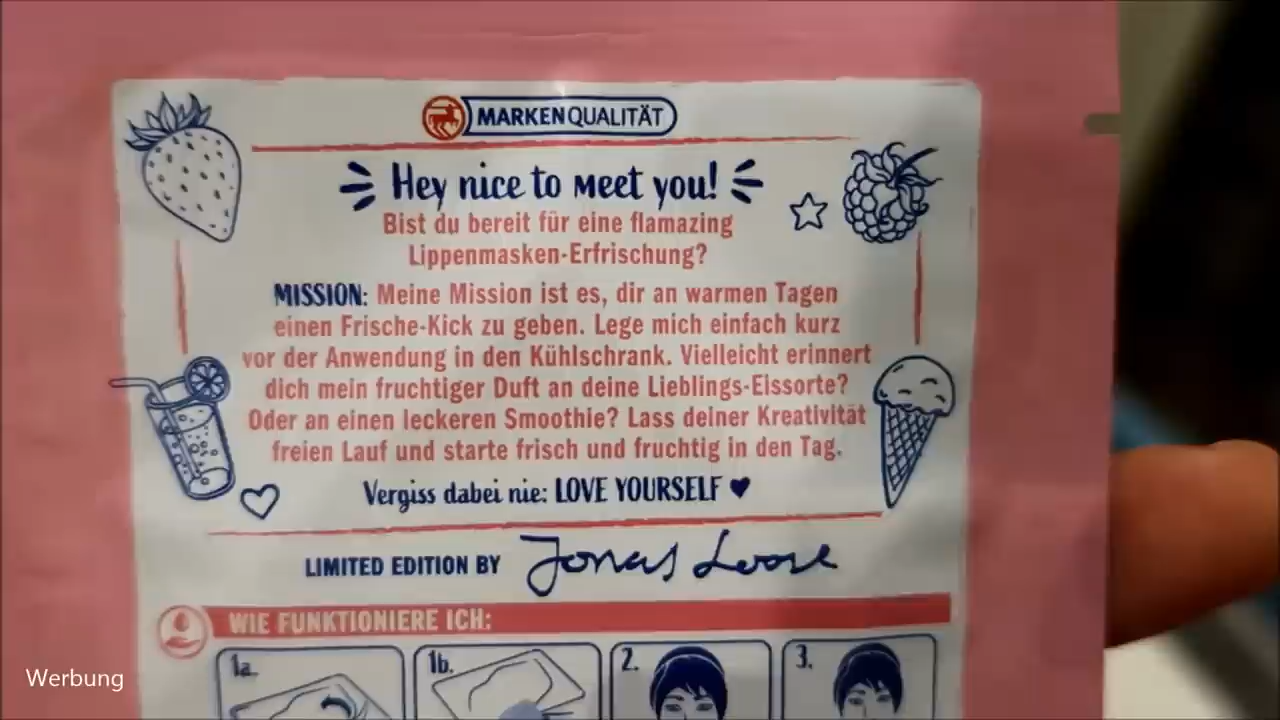 MARKENQUALITÄT
Hey nice to meet you!
Bist du bereit für eine flamazing
Lippenmasken-Erfrischung?
MISSION: Meine Mission ist es, dir an warmen Tagen
einen Frische-Kick zu geben. Lege mich einfach kurz
vor der Anwendung in den Kühlschrank. Vielleicht erinnert
dich mein fruchtiger Duft an deine Lieblings-Eissorte?
Oder an einen leckeren Smoothie? Lass deiner Kreativität
freien Lauf und starte frisch und fruchtig in den Tag.
Vergiss dabei nie: LOVE YOURSELF ♥
LIMITED EDITION BY Jonas Loose
WIE FUNKTIONIERE ICH:
1a. 1b. 2. 3.
Werbung